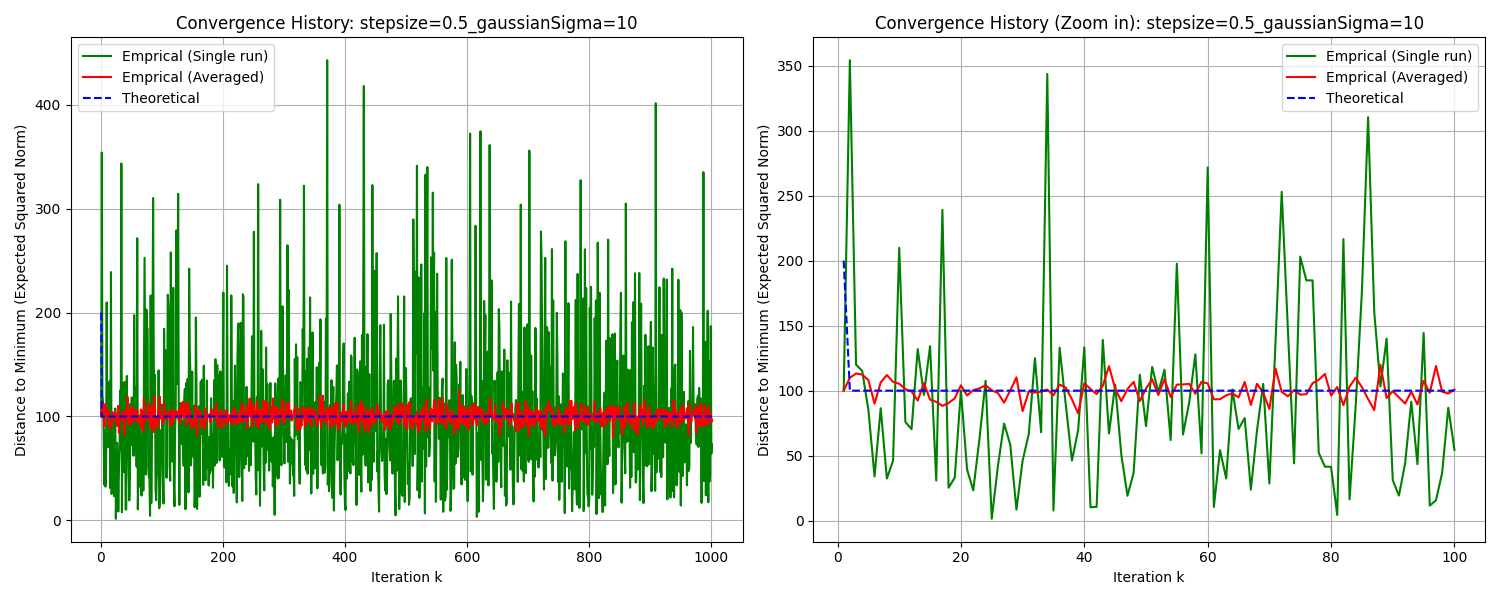 Convergence History: stepsize=0.5_gaussianSigma=10
Emprical (Single run)
Emprical (Averaged)
Theoretical
Distance to Minimum (Expected Squared Norm)
400
300
200
100
0
0
200
400
600
800
1000
Iteration k
Convergence History (Zoom in): stepsize=0.5_gaussianSigma=10
Emprical (Single run)
Emprical (Averaged)
Theoretical
Distance to Minimum (Expected Squared Norm)
350
300
250
200
150
100
50
0
0
20
40
60
80
100
Iteration k